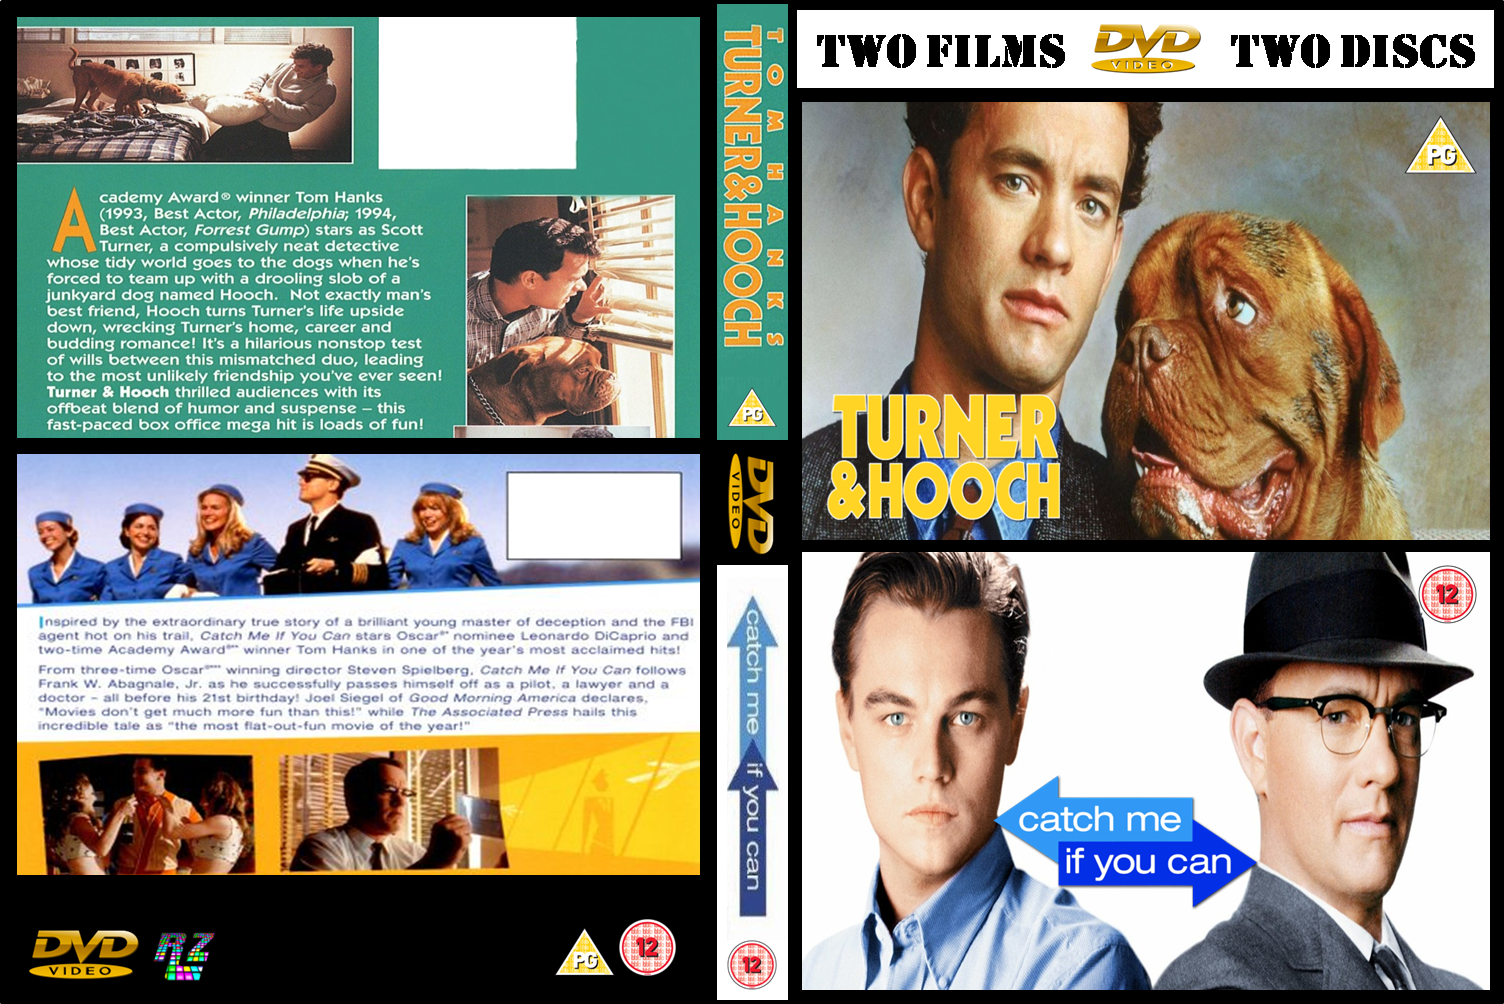 Academy Award® winner Tom Hanks
(1993, Best Actor, Philadelphia; 1994,
Best Actor, Forrest Gump) stars as Scott
Turner, a compulsively neat detective
whose tidy world goes to the dogs when he's
forced to team up with a drooling slob of a
junkyard dog named Hooch. Not exactly man's
best friend, Hooch turns Turner's life upside
down, wrecking Turner's home, career and
budding romance! It's a hilarious nonstop test
of wills between this mismatched duo, leading
to the most unlikely friendship you've ever seen!
Turner & Hooch thrilled audiences with its
offbeat blend of humor and suspense – this
fast-paced box office mega hit is loads of fun!
Inspired by the extraordinary true story of a brilliant young master of deception and the FBI
agent hot on his trail, Catch Me If You Can stars Oscar®* nominee Leonardo DiCaprio and
two-time Academy Award®** winner Tom Hanks in one of the year's most acclaimed hits!
From three-time Oscar®*** winning director Steven Spielberg, Catch Me If You Can follows
Frank W. Abagnale, Jr. as he successfully passes himself off as a pilot, a lawyer and a
doctor – all before his 21st birthday! Joel Siegel of Good Morning America declares,
"Movies don't get much more fun than this!" while The Associated Press hails this
incredible tale as "the most flat-out-fun movie of the year!"
DVD
VIDEO
RZ
PG
12
TOM HANKS
TURNER & HOOCH
PG
DVD
VIDEO
catch me if you can
12
TWO FILMS
DVD
VIDEO
TWO DISCS
PG
TURNER
& HOOCH
12
catch me
if you can